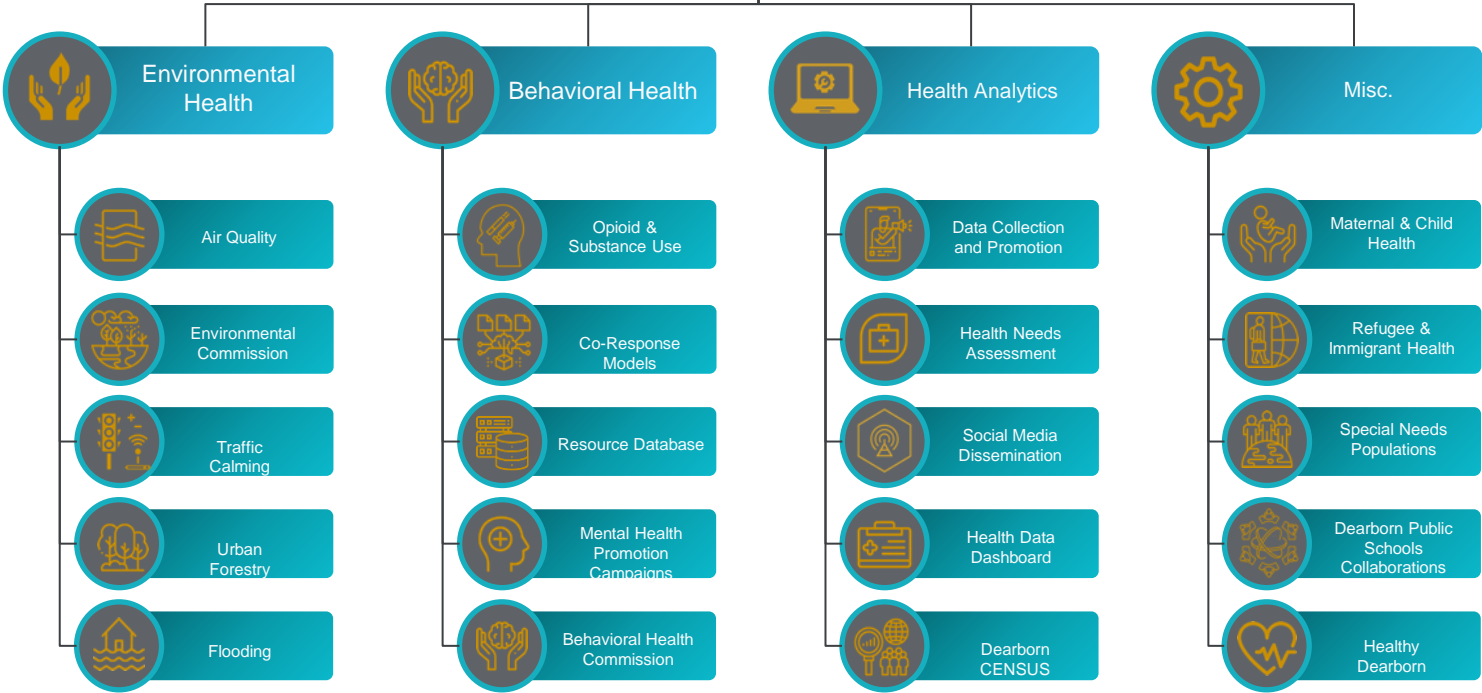 Environmental
Health
Air Quality
Environmental
Commission
Traffic
Calming
Urban
Forestry
Flooding
Behavioral Health
Opioid &
Substance Use
Co-Response
Models
Resource Database
Mental Health
Promotion
Campaigns
Behavioral Health
Commission
Health Analytics
Data Collection
and Promotion
Health Needs
Assessment
Social Media
Dissemination
Health Data
Dashboard
Dearborn
CENSUS
Misc.
Maternal & Child
Health
Refugee &
Immigrant Health
Special Needs
Populations
Dearborn Public
Schools
Collaborations
Healthy
Dearborn